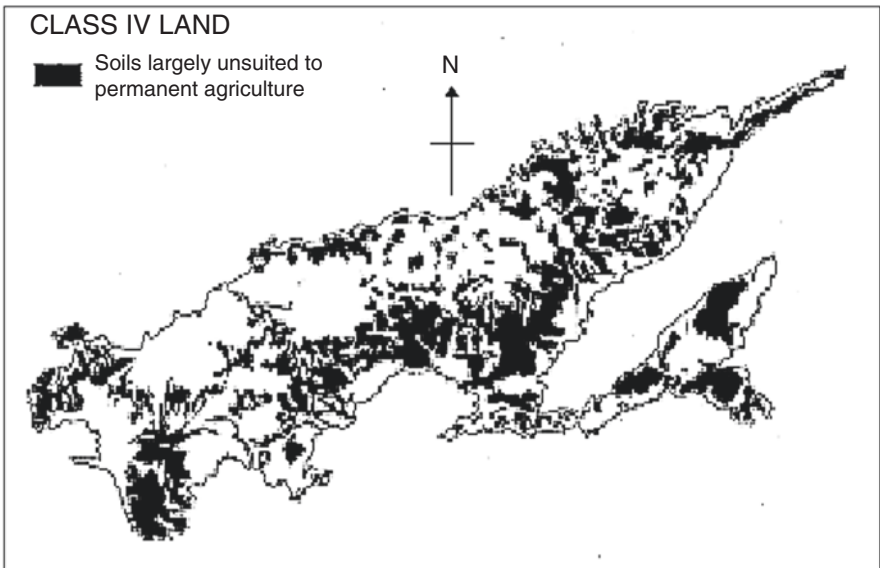 CLASS IV LAND
Soils largely unsuited to
permanent agriculture
N